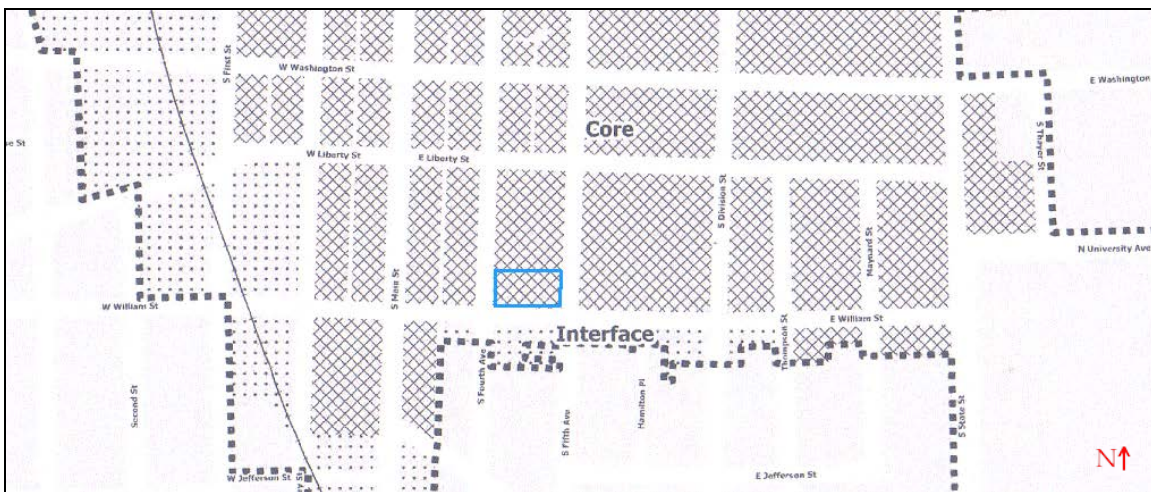 S First St
W Washington St
E Washington
Core
S Thayer St
se St
W Liberty St
E Liberty St
S Division St
Maynard St
N University Ave
S Main St
W William St
E William St
Interface
Thompson St
S Fourth Ave
Second St
Hamilton Pl
S Fifth Ave
S State St
W Jefferson St
ey St
E Jefferson St
N